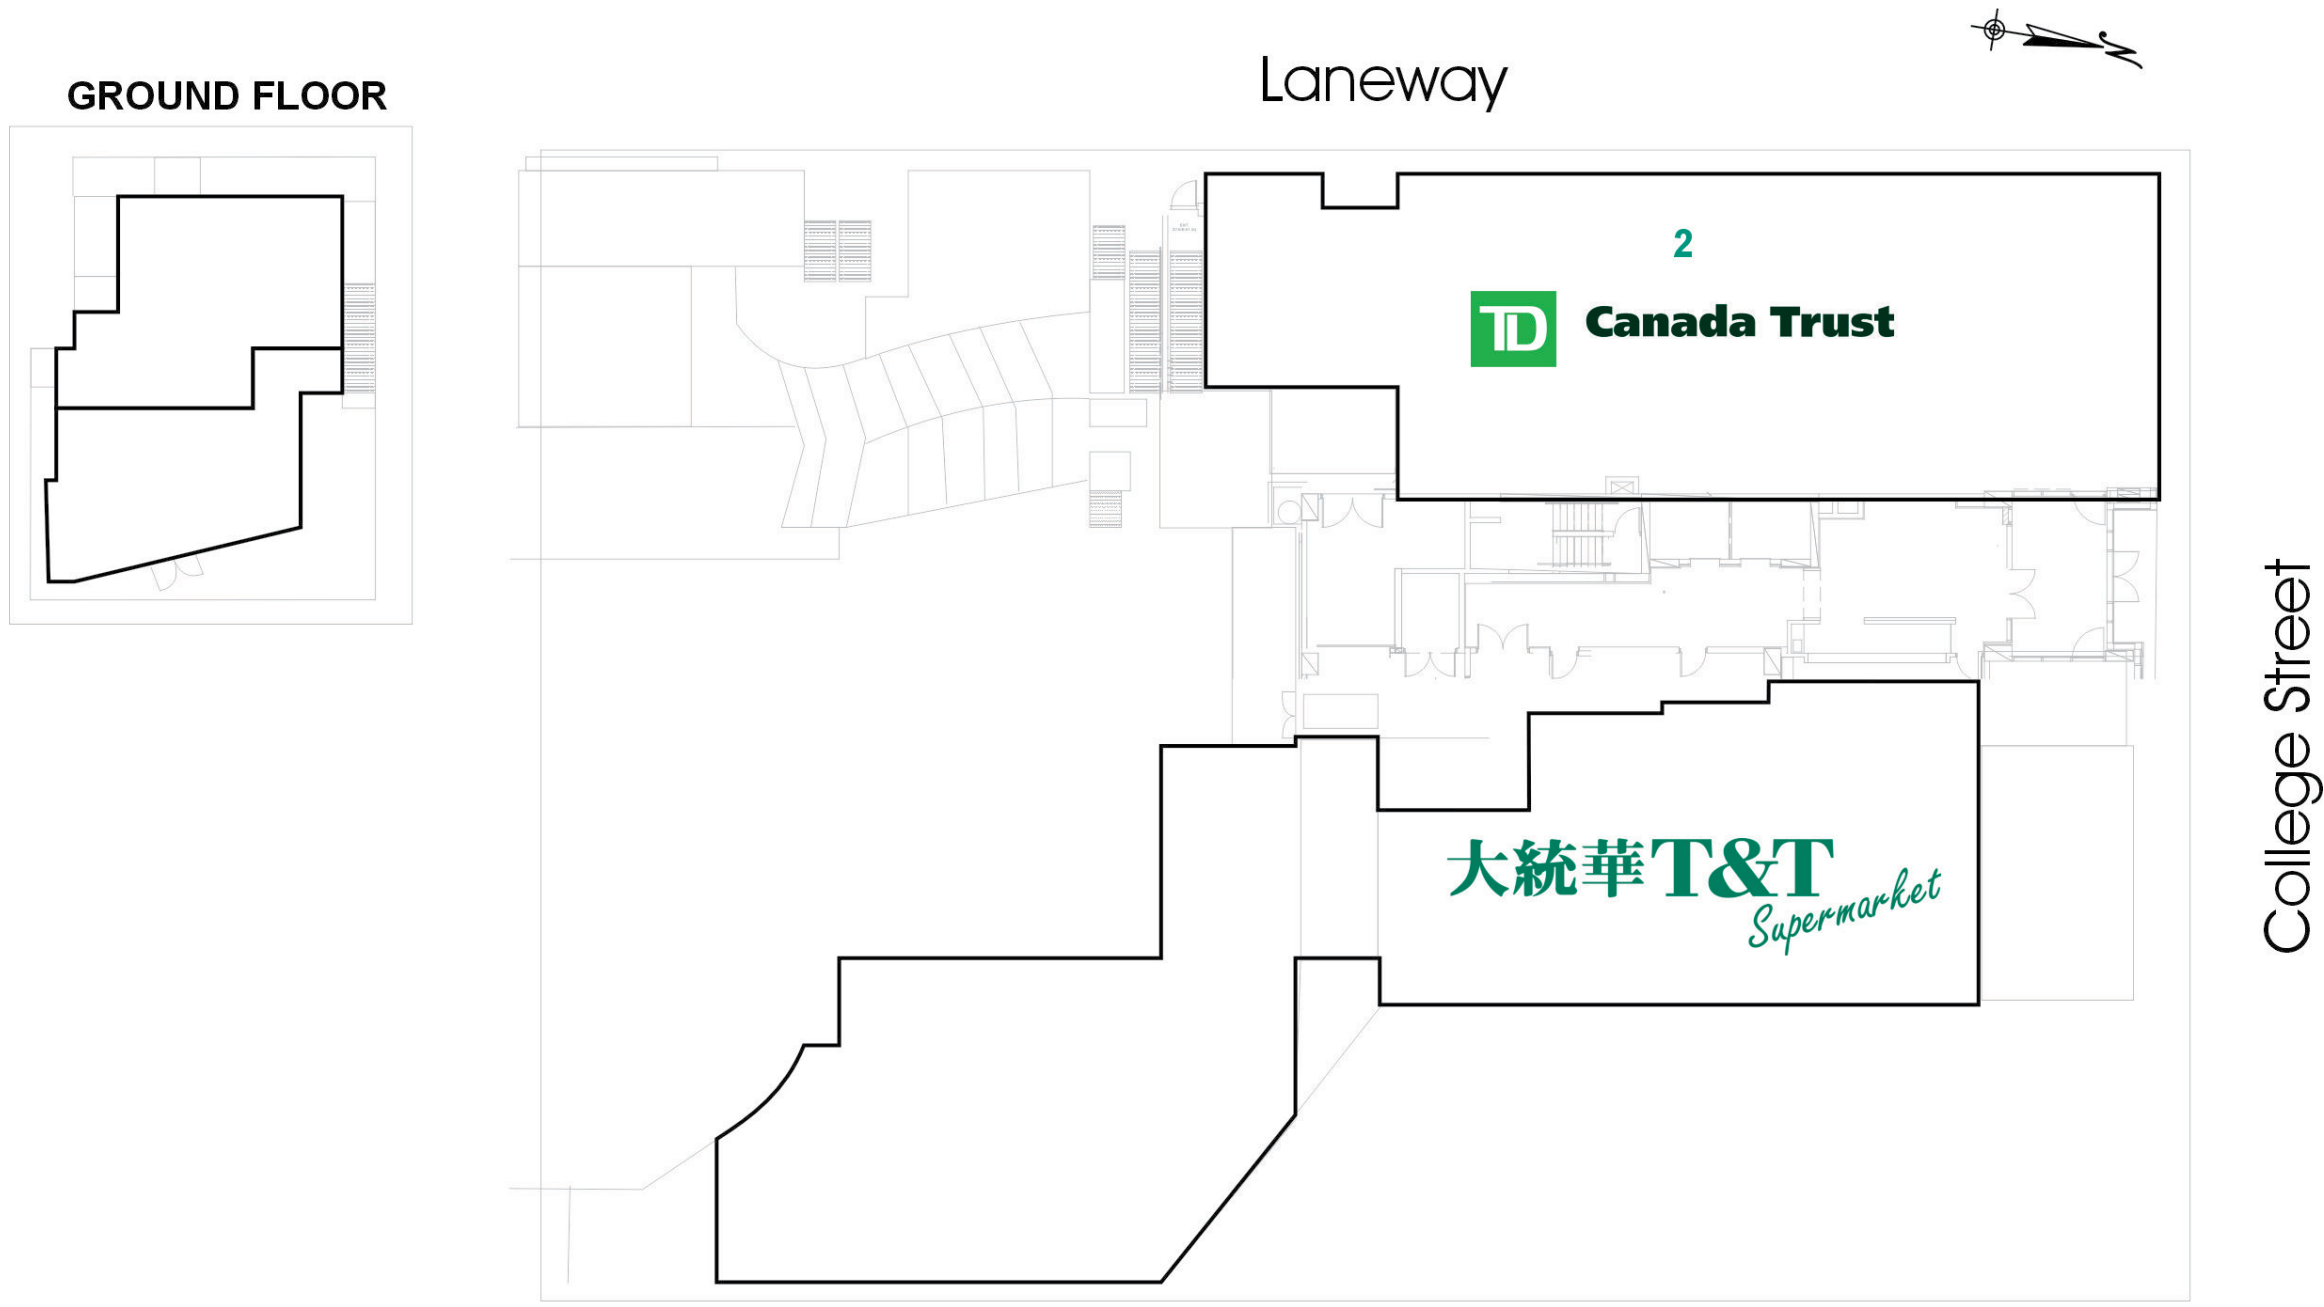 GROUND FLOOR
Laneway
N
2
TD Canada Trust
大統華T&T
Supermarket
College Street